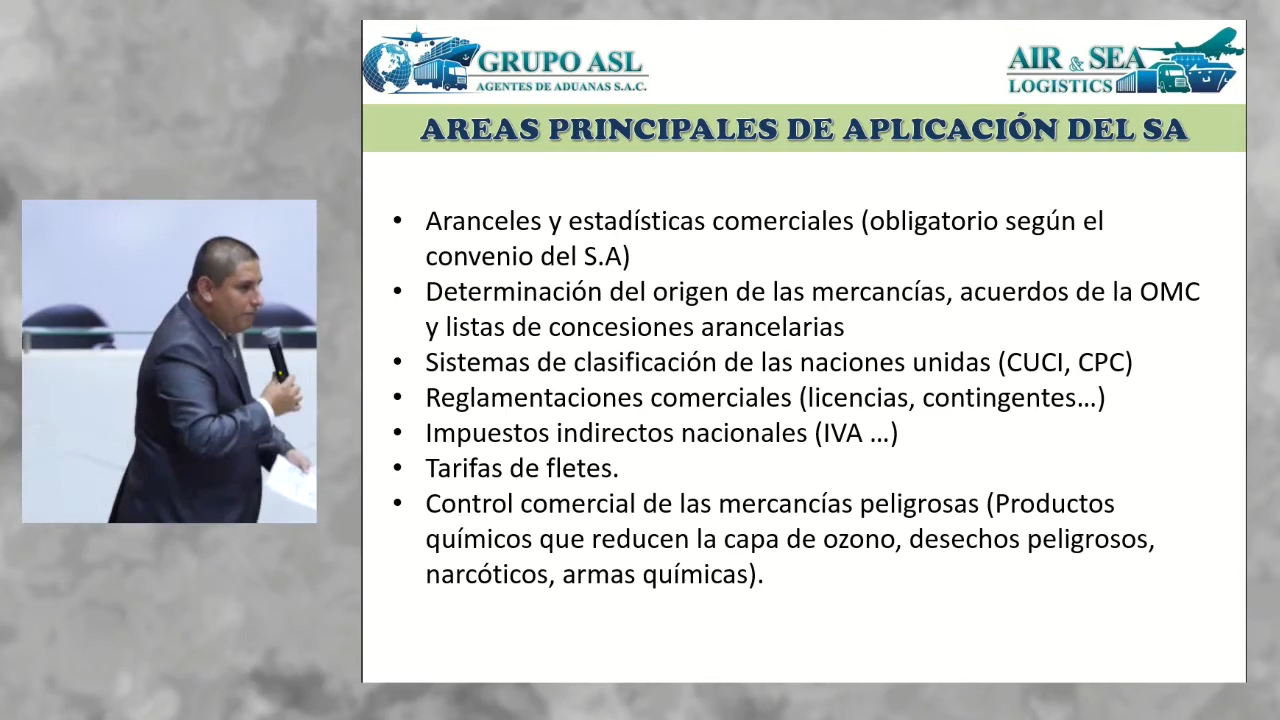 GRUPO ASL
AGENTES DE ADUANAS S.A.C.
AIR & SEA
LOGISTICS
AREAS PRINCIPALES DE APLICACIÓN DEL SA
• Aranceles y estadísticas comerciales (obligatorio según el
convenio del S.A)
• Determinación del origen de las mercancías, acuerdos de la OMC
y listas de concesiones arancelarias
• Sistemas de clasificación de las naciones unidas (CUCI, CPC)
• Reglamentaciones comerciales (licencias, contingentes...)
• Impuestos indirectos nacionales (IVA ...)
• Tarifas de fletes.
• Control comercial de las mercancías peligrosas (Productos
químicos que reducen la capa de ozono, desechos peligrosos,
narcóticos, armas químicas).